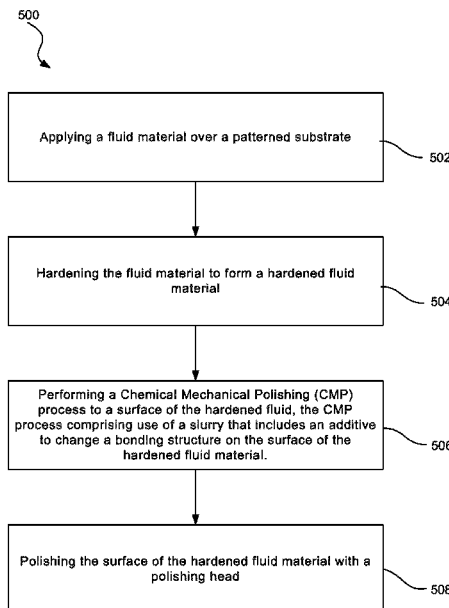 500
Applying a fluid material over a patterned substrate
502
Hardening the fluid material to form a hardened fluid
material
504
Performing a Chemical Mechanical Polishing (CMP)
process to a surface of the hardened fluid, the CMP
process comprising use of a slurry that includes an additive
to change a bonding structure on the surface of the
hardened fluid material.
506
Polishing the surface of the hardened fluid material with a
polishing head
508